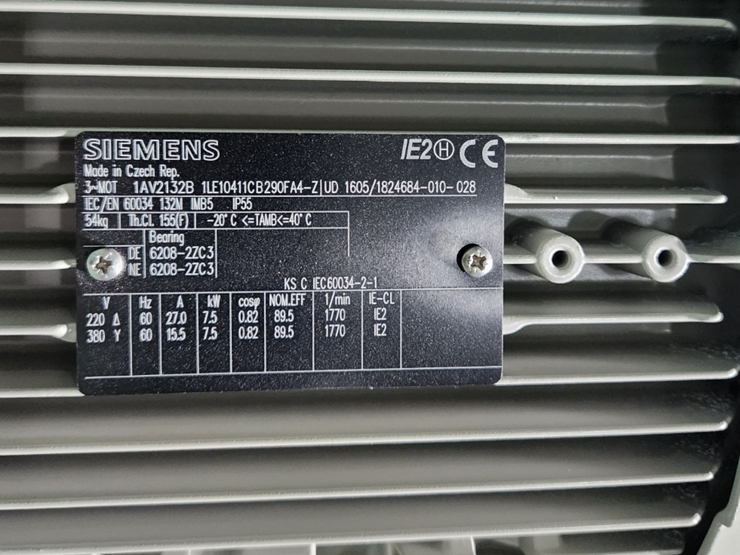 SIEMENS IE2 H CE
Made in Czech Rep.
3~MOT 1AV2132B 1LE10411CB290FA4-Z|UD 1605/1824684-010-028
IEC/EN 60034 132M IMB5 IP55
54kg Th.Cl. 155(F) -20°C <=TAMB<=40°C
Bearing
DE 6208-2ZC3
NE 6208-2ZC3
KS C IEC60034-2-1
V Hz A kW cosφ NOM.EFF 1/min IE-CL
220 Δ 60 27.0 7.5 0.82 89.5 1770 IE2
380 Y 60 15.5 7.5 0.82 89.5 1770 IE2